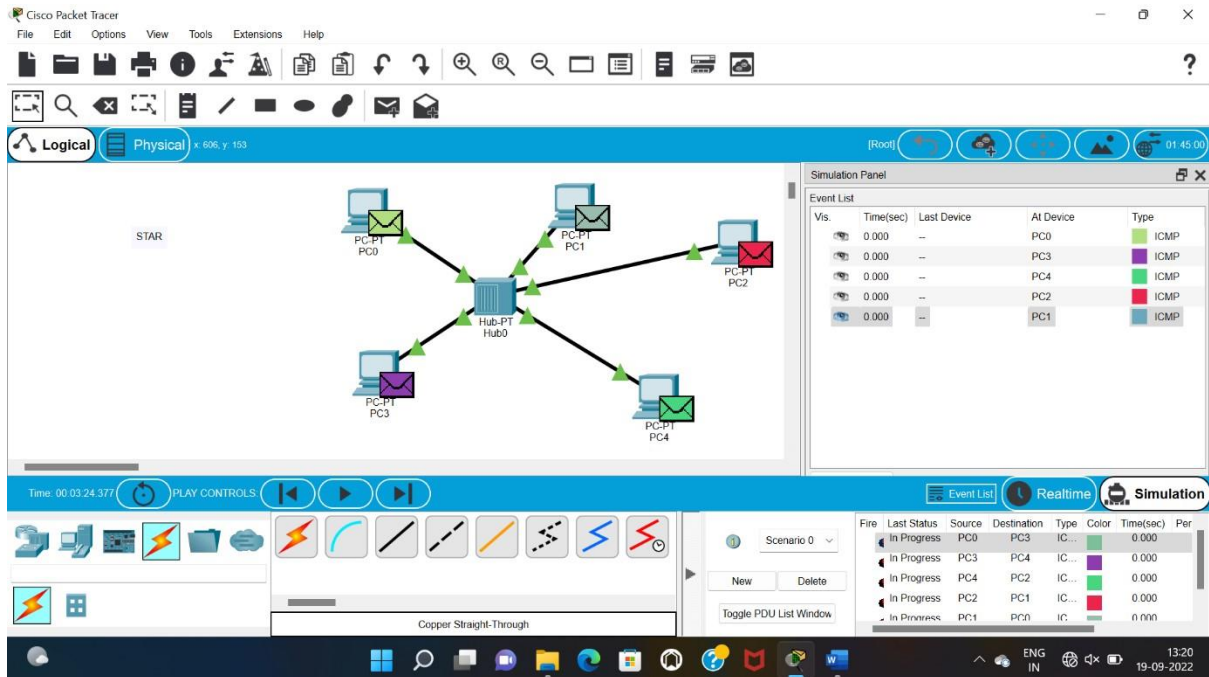 Cisco Packet Tracer
File Edit Options View Tools Extensions Help
Logical Physical x: 606, y: 153 [Root] 01:45:00
STAR
PC-PT
PC0
PC-PT
PC1
PC-PT
PC2
Hub-PT
Hub0
PC-PT
PC3
PC-PT
PC4
Simulation Panel
Event List
Vis. Time(sec) Last Device At Device Type
0.000 -- PC0 ICMP
0.000 -- PC3 ICMP
0.000 -- PC4 ICMP
0.000 -- PC2 ICMP
0.000 -- PC1 ICMP
Time: 00:03:24.377 PLAY CONTROLS: Event List Realtime Simulation
Scenario 0
New Delete
Toggle PDU List Window
Copper Straight-Through
Fire Last Status Source Destination Type Color Time(sec) Per
In Progress PC0 PC3 IC... 0.000
In Progress PC3 PC4 IC... 0.000
In Progress PC4 PC2 IC... 0.000
In Progress PC2 PC1 IC... 0.000
In Progress PC1 PC0 IC... 0.000
ENG
IN
13:20
19-09-2022